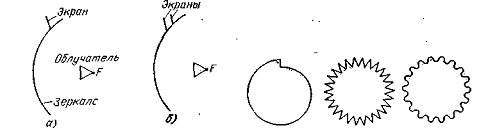 Экран
Облучатель
F
Зеркалс
а)
Экраны
F
б)